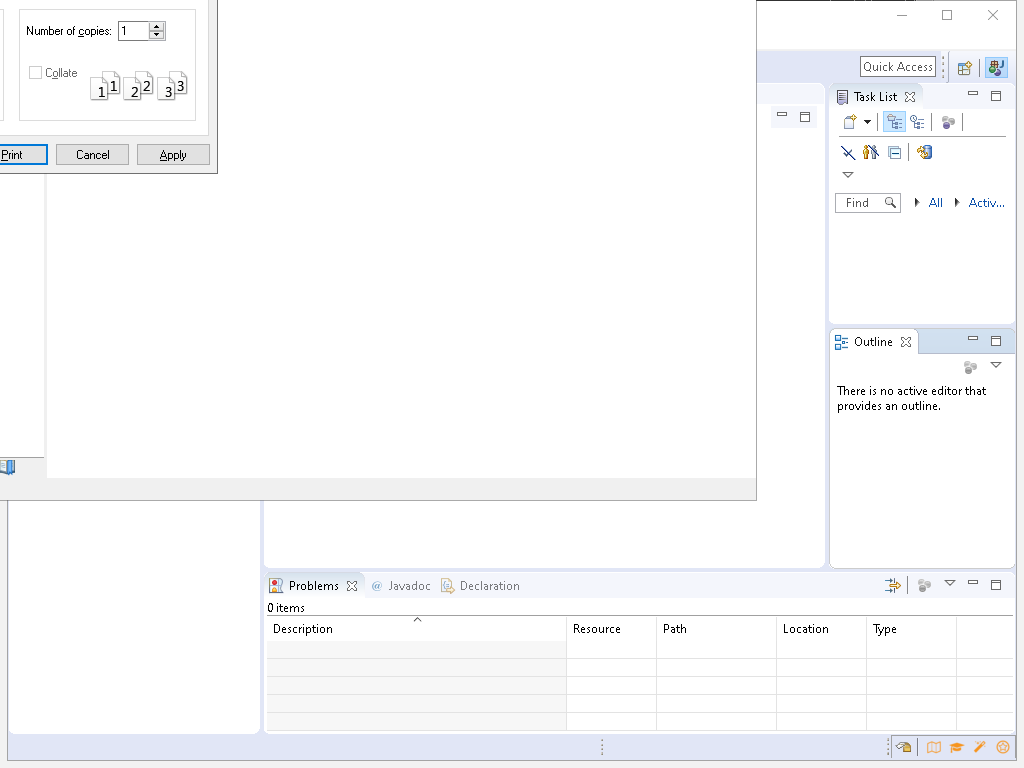 Number of copies: 1
Collate
1 1 2 2 3 3
Print Cancel Apply
Quick Access
Task List
Find All Activ...
Outline
There is no active editor that
provides an outline.
Problems @ Javadoc Declaration
0 items
Description Resource Path Location Type